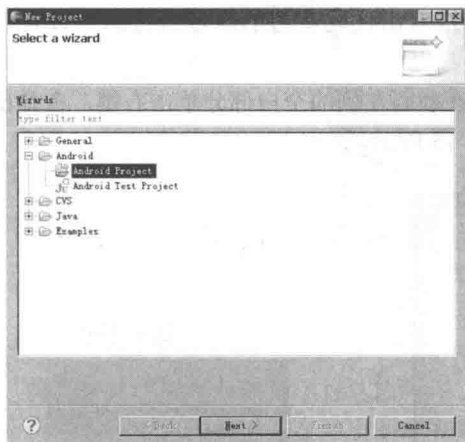 New Project
Select a wizard
Wizards:
type filter text
General
Android
Android Project
Android Test Project
CVS
Java
Examples
?
< Back
Next >
Finish
Cancel